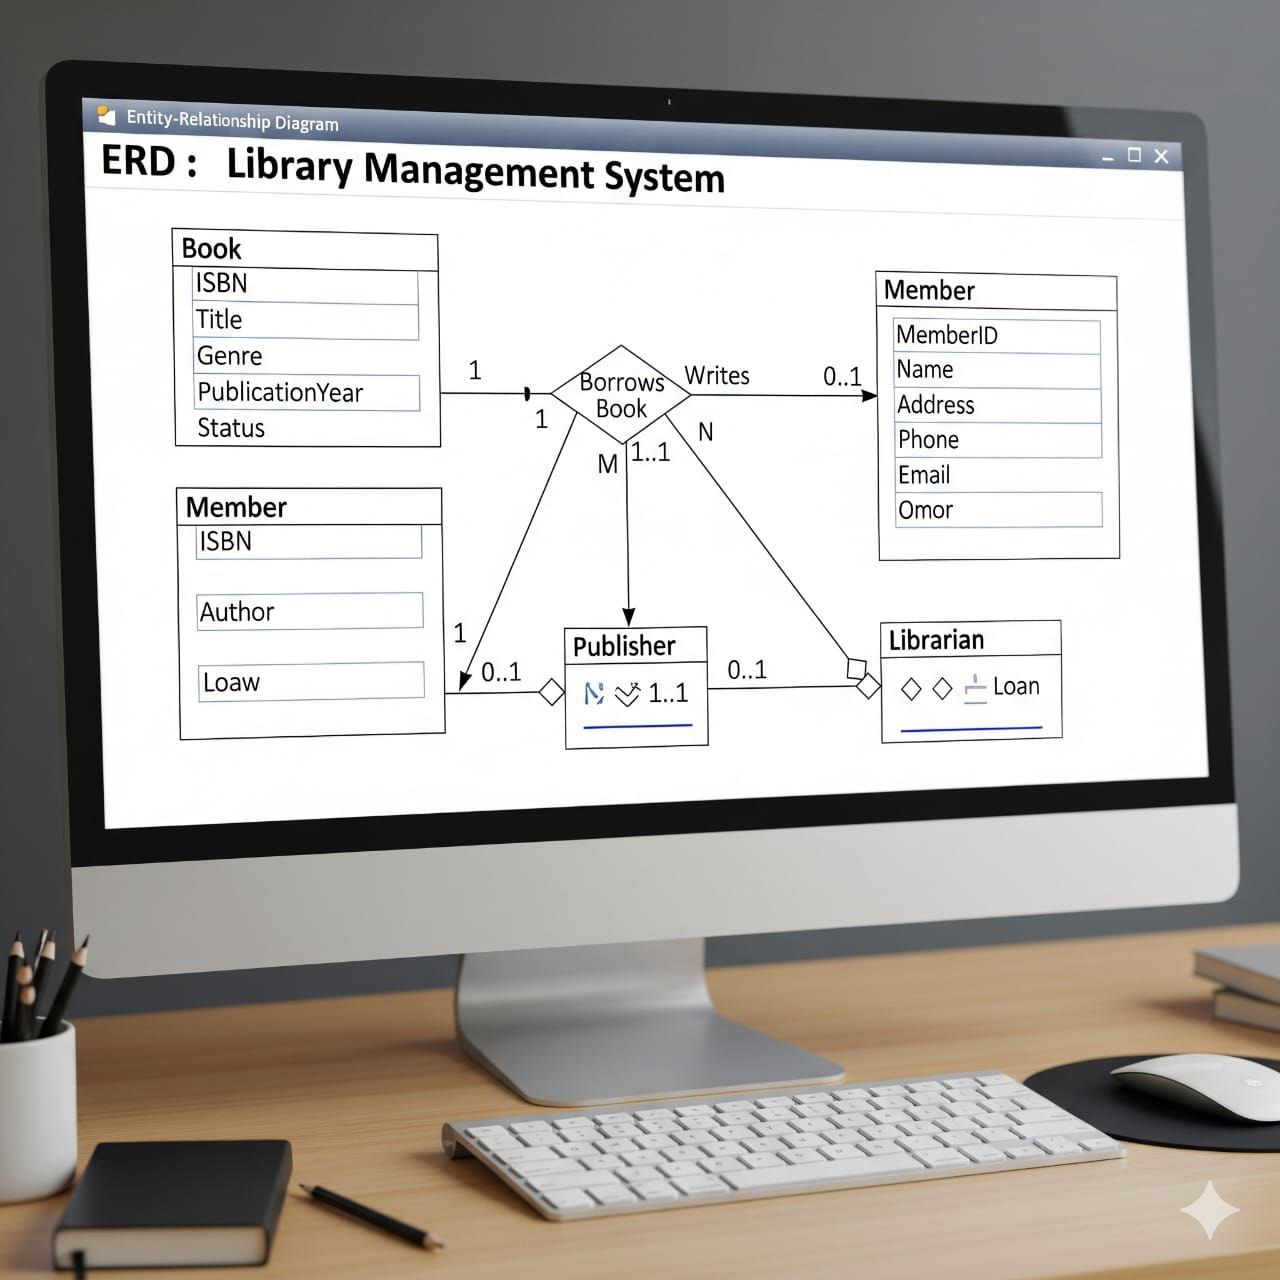 Entity-Relationship Diagram
ERD : Library Management System
Book
ISBN
Title
Genre
PublicationYear
Status
1
1
Borrows
Book
Writes
0..1
N
M
1..1
Member
MemberID
Name
Address
Phone
Email
Omor
Member
ISBN
Author
Loaw
1
0..1
Publisher
1..1
0..1
Librarian
Loan